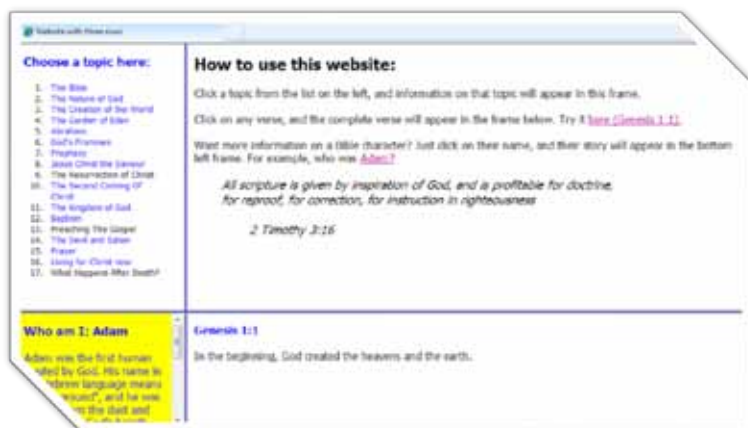 Website with three rows
Choose a topic here:
1. The Bible
2. The Nature of God
3. The Creation of the World
4. The Garden of Eden
5. Abraham
6. God's Promises
7. Prophecy
8. Jesus Christ the Saviour
9. The Resurrection of Christ
10. The Second Coming Of
Christ
11. The Kingdom of God
12. Baptism
13. Preaching The Gospel
14. The Devil and Satan
15. Prayer
16. Living for Christ now
17. What Happens After Death?
How to use this website:
Click a topic from the list on the left, and information on that topic will appear in this frame.
Click on any verse, and the complete verse will appear in the frame below. Try it here (Genesis 1:1).
Want more information on a Bible character? Just click on their name, and their story will appear in the bottom
left frame. For example, who was Adam?
All scripture is given by inspiration of God, and is profitable for doctrine,
for reproof, for correction, for instruction in righteousness
2 Timothy 3:16
Who am I: Adam
Adam was the first human
by God. His name in
language means
and he was
the dust and
Genesis 1:1
In the beginning, God created the heavens and the earth.